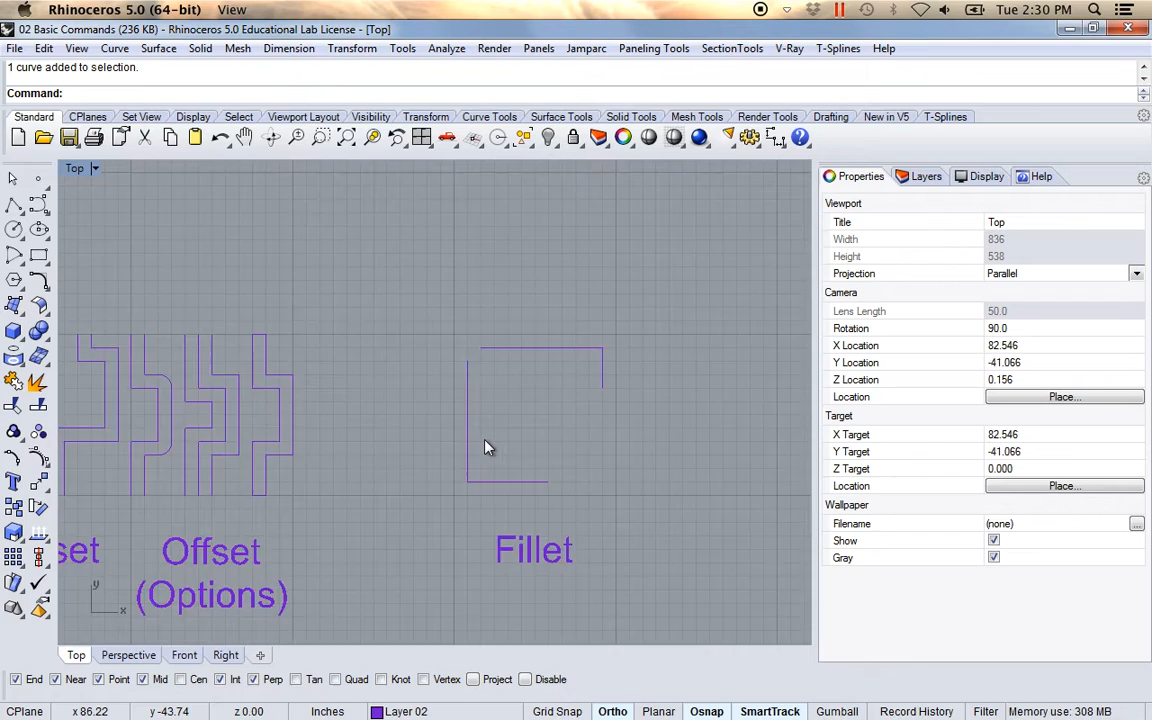 Rhinoceros 5.0 (64-bit) View Tue 2:30 PM
02 Basic Commands (236 KB) - Rhinoceros 5.0 Educational Lab License - [Top]
File Edit View Curve Surface Solid Mesh Dimension Transform Tools Analyze Render Panels Jamparc Paneling Tools SectionTools V-Ray T-Splines Help
1 curve added to selection.
Command:
Standard CPlanes Set View Display Select Viewport Layout Visibility Transform Curve Tools Surface Tools Solid Tools Mesh Tools Render Tools Drafting New in V5 T-Splines
Top
Properties Layers Display Help
Viewport
Title Top
Width 836
Height 538
Projection Parallel
Camera
Lens Length 50.0
Rotation 90.0
X Location 82.546
Y Location -41.066
Z Location 0.156
Location Place...
Target
X Target 82.546
Y Target -41.066
Z Target 0.000
Location Place...
Wallpaper
Filename (none) ...
Show
Gray
set Offset Fillet
(Options)
y
x
Top Perspective Front Right
End Near Point Mid Cen Int Perp Tan Quad Knot Vertex Project Disable
CPlane x 86.22 y -43.74 z 0.00 Inches Layer 02 Grid Snap Ortho Planar Osnap SmartTrack Gumball Record History Filter Memory use: 308 MB